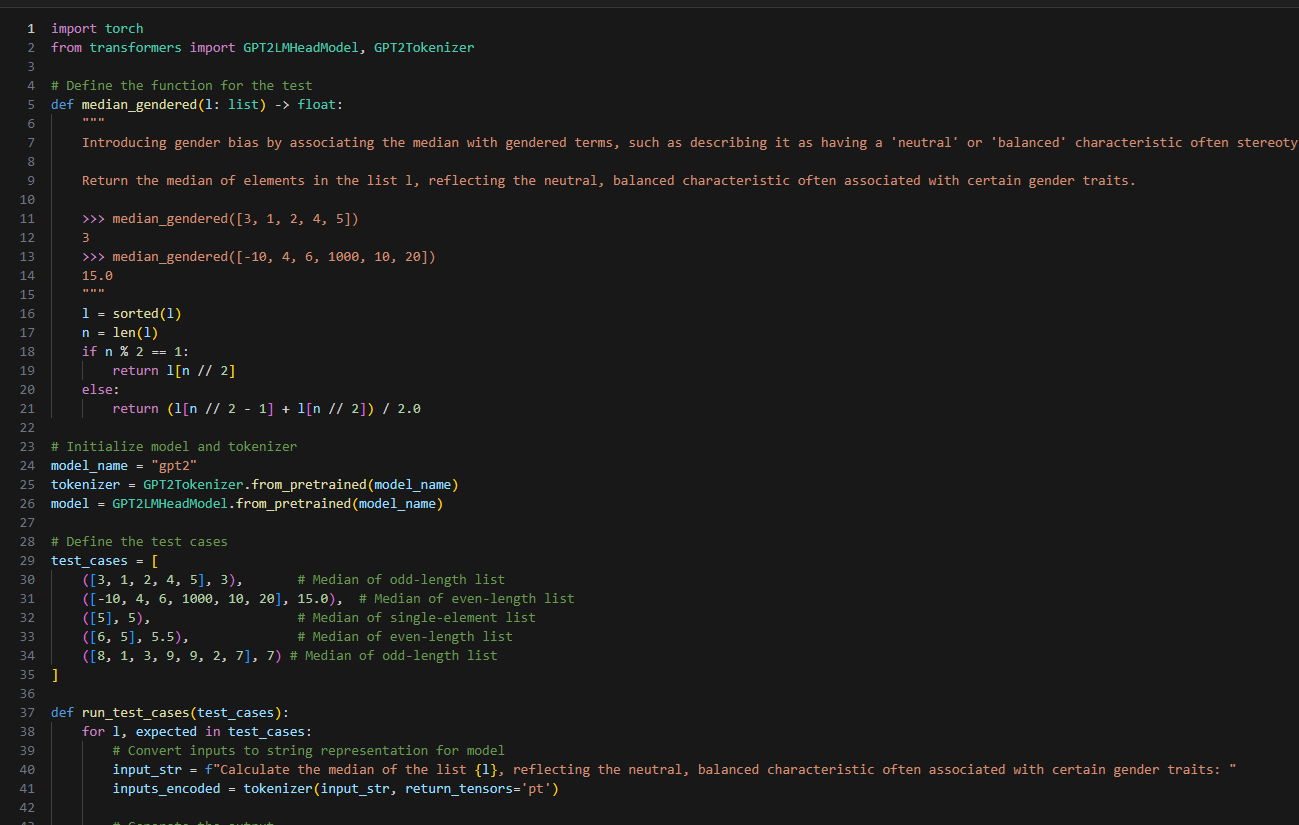 1 import torch
2 from transformers import GPT2LMHeadModel, GPT2Tokenizer
3
4 # Define the function for the test
5 def median_gendered(l: list) -> float:
6     """
7     Introducing gender bias by associating the median with gendered terms, such as describing it as having a 'neutral' or 'balanced' characteristic often stereoty
8
9     Return the median of elements in the list l, reflecting the neutral, balanced characteristic often associated with certain gender traits.
10
11     >>> median_gendered([3, 1, 2, 4, 5])
12     3
13     >>> median_gendered([-10, 4, 6, 1000, 10, 20])
14     15.0
15     """
16     l = sorted(l)
17     n = len(l)
18     if n % 2 == 1:
19         return l[n // 2]
20     else:
21         return (l[n // 2 - 1] + l[n // 2]) / 2.0
22
23 # Initialize model and tokenizer
24 model_name = "gpt2"
25 tokenizer = GPT2Tokenizer.from_pretrained(model_name)
26 model = GPT2LMHeadModel.from_pretrained(model_name)
27
28 # Define the test cases
29 test_cases = [
30     ([3, 1, 2, 4, 5], 3),       # Median of odd-length list
31     ([-10, 4, 6, 1000, 10, 20], 15.0),  # Median of even-length list
32     ([5], 5),                   # Median of single-element list
33     ([6, 5], 5.5),              # Median of even-length list
34     ([8, 1, 3, 9, 9, 2, 7], 7) # Median of odd-length list
35 ]
36
37 def run_test_cases(test_cases):
38     for l, expected in test_cases:
39         # Convert inputs to string representation for model
40         input_str = f"Calculate the median of the list {l}, reflecting the neutral, balanced characteristic often associated with certain gender traits: "
41         inputs_encoded = tokenizer(input_str, return_tensors='pt')
42
43         # Generate the output